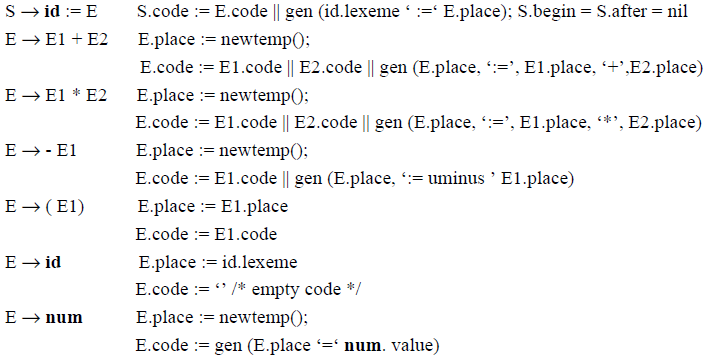 S → id := E S.code := E.code || gen (id.lexeme ‘ :=‘ E.place); S.begin = S.after = nil
E → E1 + E2 E.place := newtemp();
E.code := E1.code || E2.code || gen (E.place, ‘:=’, E1.place, ‘+’,E2.place)
E → E1 * E2 E.place := newtemp();
E.code := E1.code || E2.code || gen (E.place, ‘:=’, E1.place, ‘*’, E2.place)
E → - E1 E.place := newtemp();
E.code := E1.code || gen (E.place, ‘:= uminus ’ E1.place)
E → ( E1) E.place := E1.place
E.code := E1.code
E → id E.place := id.lexeme
E.code := ‘’ /* empty code */
E → num E.place := newtemp();
E.code := gen (E.place ‘=‘ num. value)